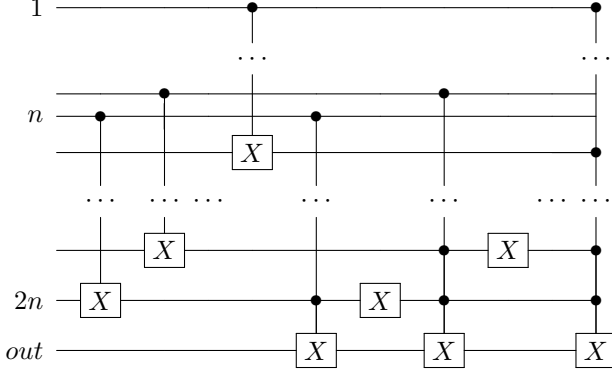 1
... ...
n
X
... ... ... ... ... ... ...
X X
2n X X
out X X X